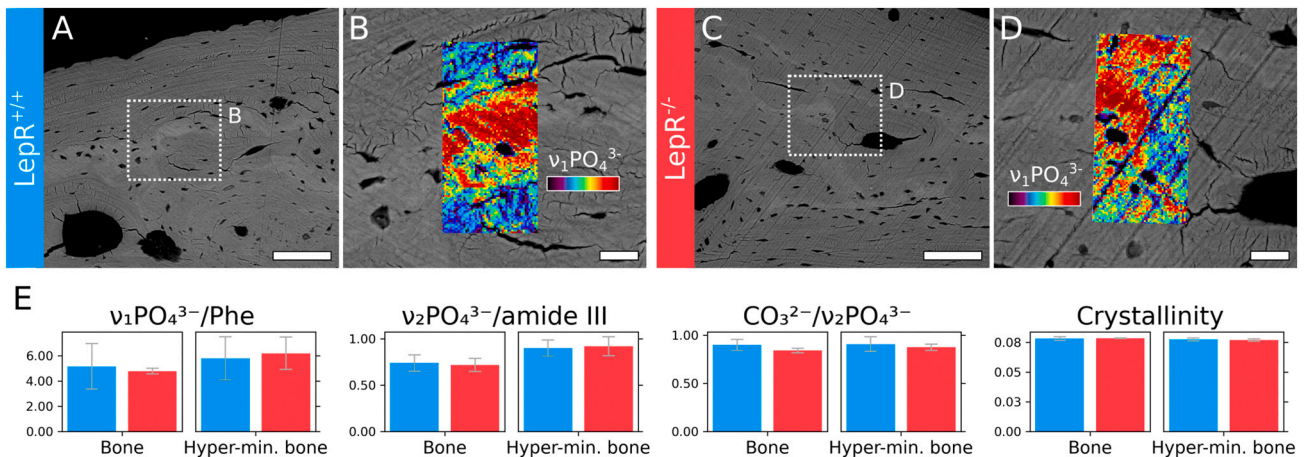 LepR+/+
A
B
B
ν₁PO₄³⁻
LepR-/-
C
D
D
ν₁PO₄³⁻
E
ν₁PO₄³⁻/Phe
6.00
4.00
2.00
0.00
Bone
Hyper-min. bone
ν₂PO₄³⁻/amide III
1.00
0.50
0.00
Bone
Hyper-min. bone
CO₃²⁻/ν₂PO₄³⁻
1.00
0.50
0.00
Bone
Hyper-min. bone
Crystallinity
0.08
0.05
0.03
0.00
Bone
Hyper-min. bone